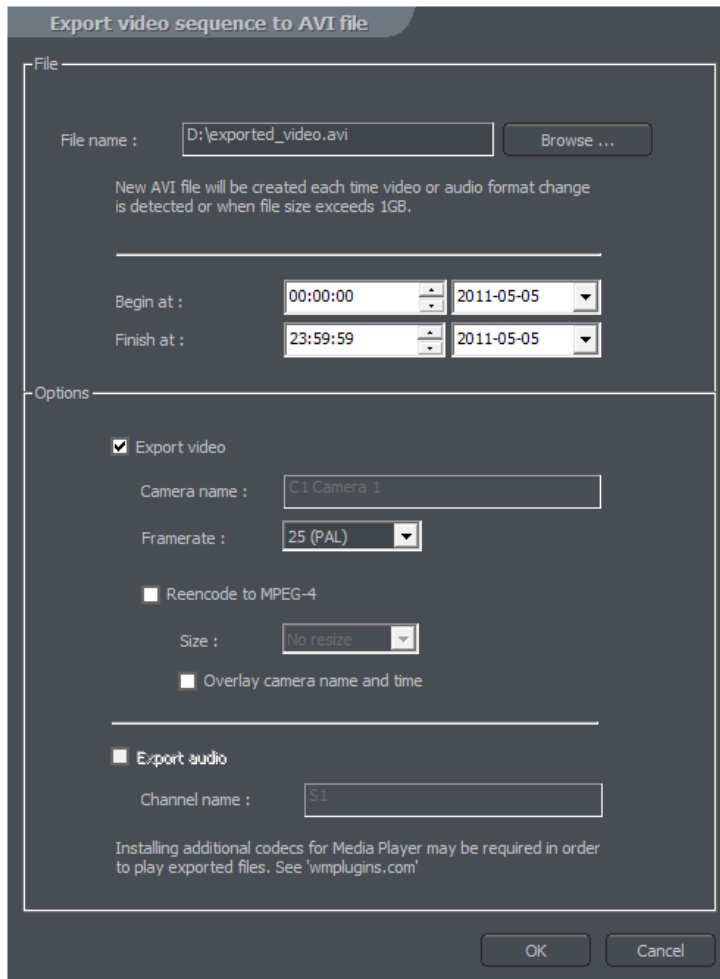 Export video sequence to AVI file
File
File name :
D:\exported_video.avi
Browse ...
New AVI file will be created each time video or audio format change
is detected or when file size exceeds 1GB.
Begin at :
00:00:00
2011-05-05
Finish at :
23:59:59
2011-05-05
Options
Export video
Camera name :
C1 Camera 1
Framerate :
25 (PAL)
Reencode to MPEG-4
Size :
No resize
Overlay camera name and time
Export audio
Channel name :
S1
Installing additional codecs for Media Player may be required in order
to play exported files. See 'wmplugins.com'
OK
Cancel